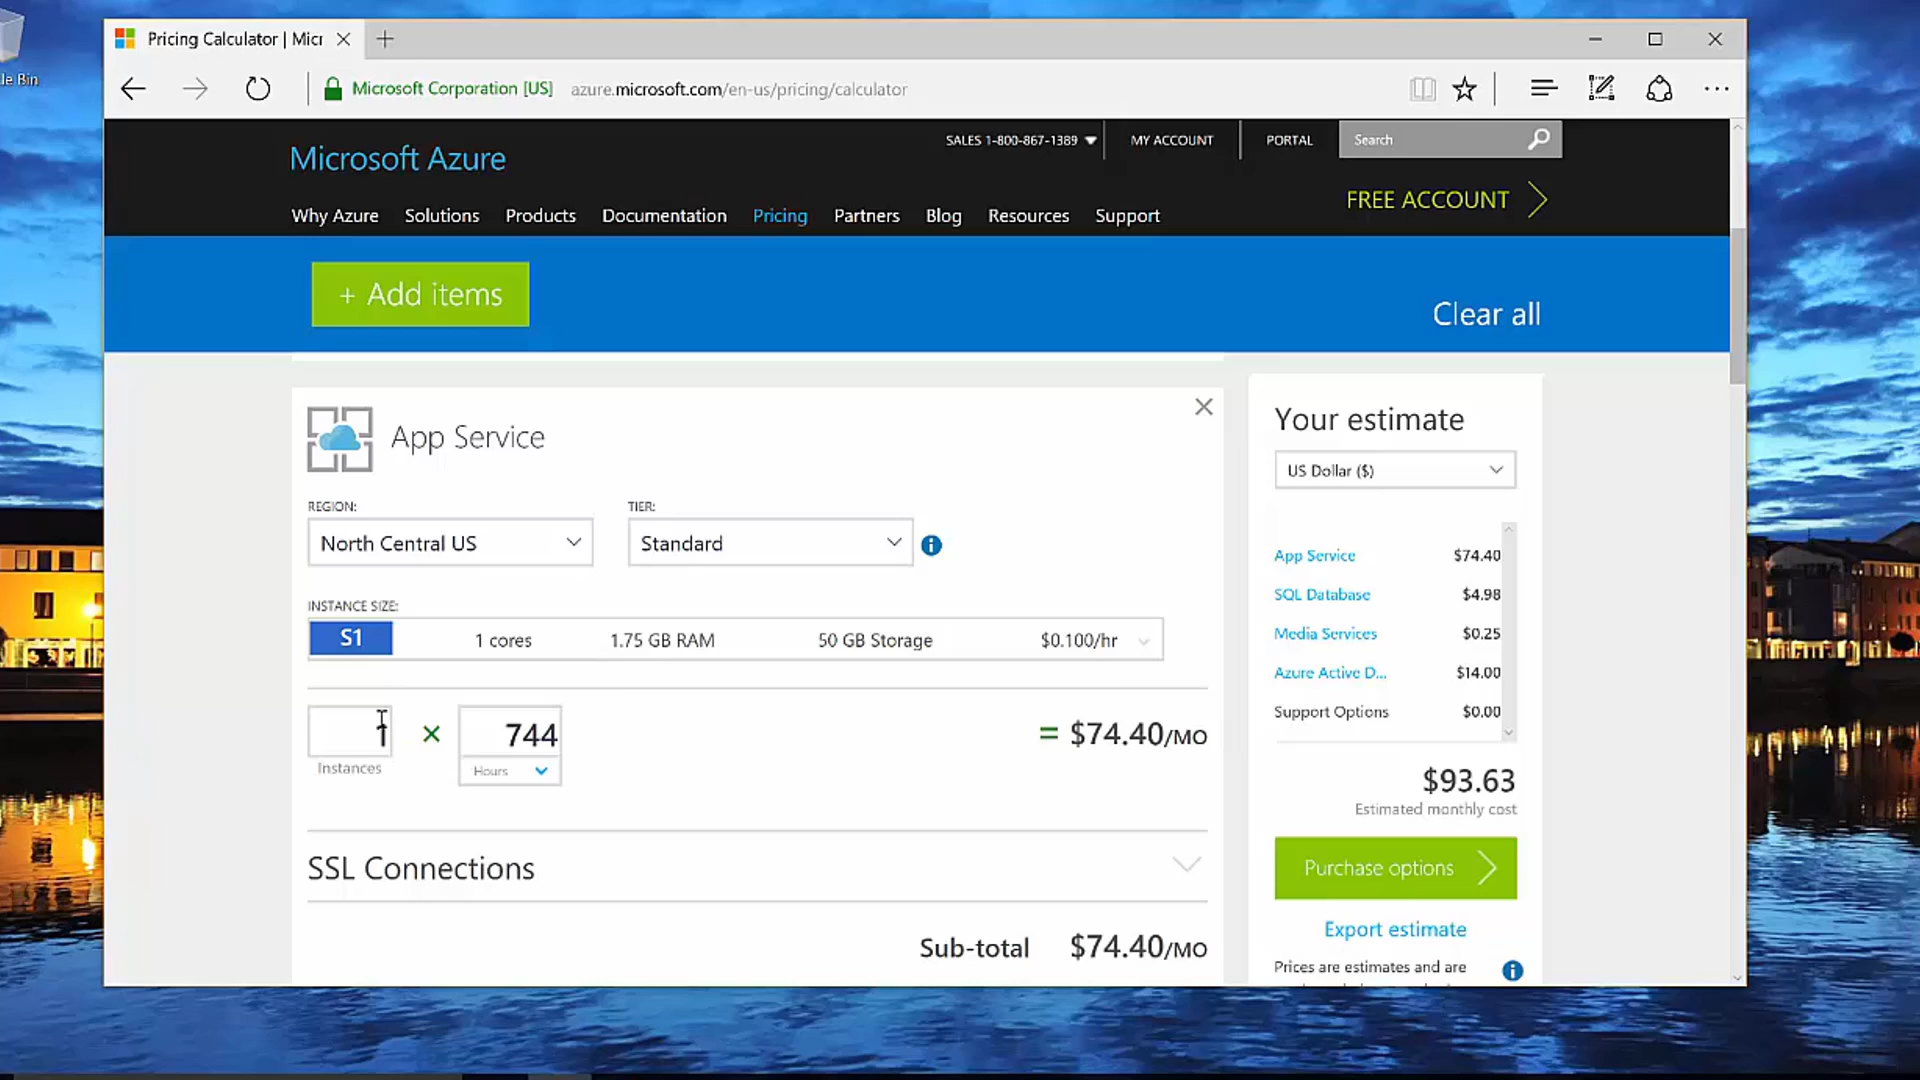 le Bin
Pricing Calculator | Micr
Microsoft Corporation [US] azure.microsoft.com/en-us/pricing/calculator
SALES 1-800-867-1389 MY ACCOUNT PORTAL Search
Microsoft Azure
FREE ACCOUNT
Why Azure Solutions Products Documentation Pricing Partners Blog Resources Support
+ Add items
Clear all
App Service
REGION: TIER:
North Central US Standard
INSTANCE SIZE:
S1 1 cores 1.75 GB RAM 50 GB Storage $0.100/hr
1 × 744 = $74.40/MO
Instances Hours
SSL Connections
Sub-total $74.40/MO
Your estimate
US Dollar ($)
App Service $74.40
SQL Database $4.98
Media Services $0.25
Azure Active D... $14.00
Support Options $0.00
$93.63
Estimated monthly cost
Purchase options
Export estimate
Prices are estimates and are